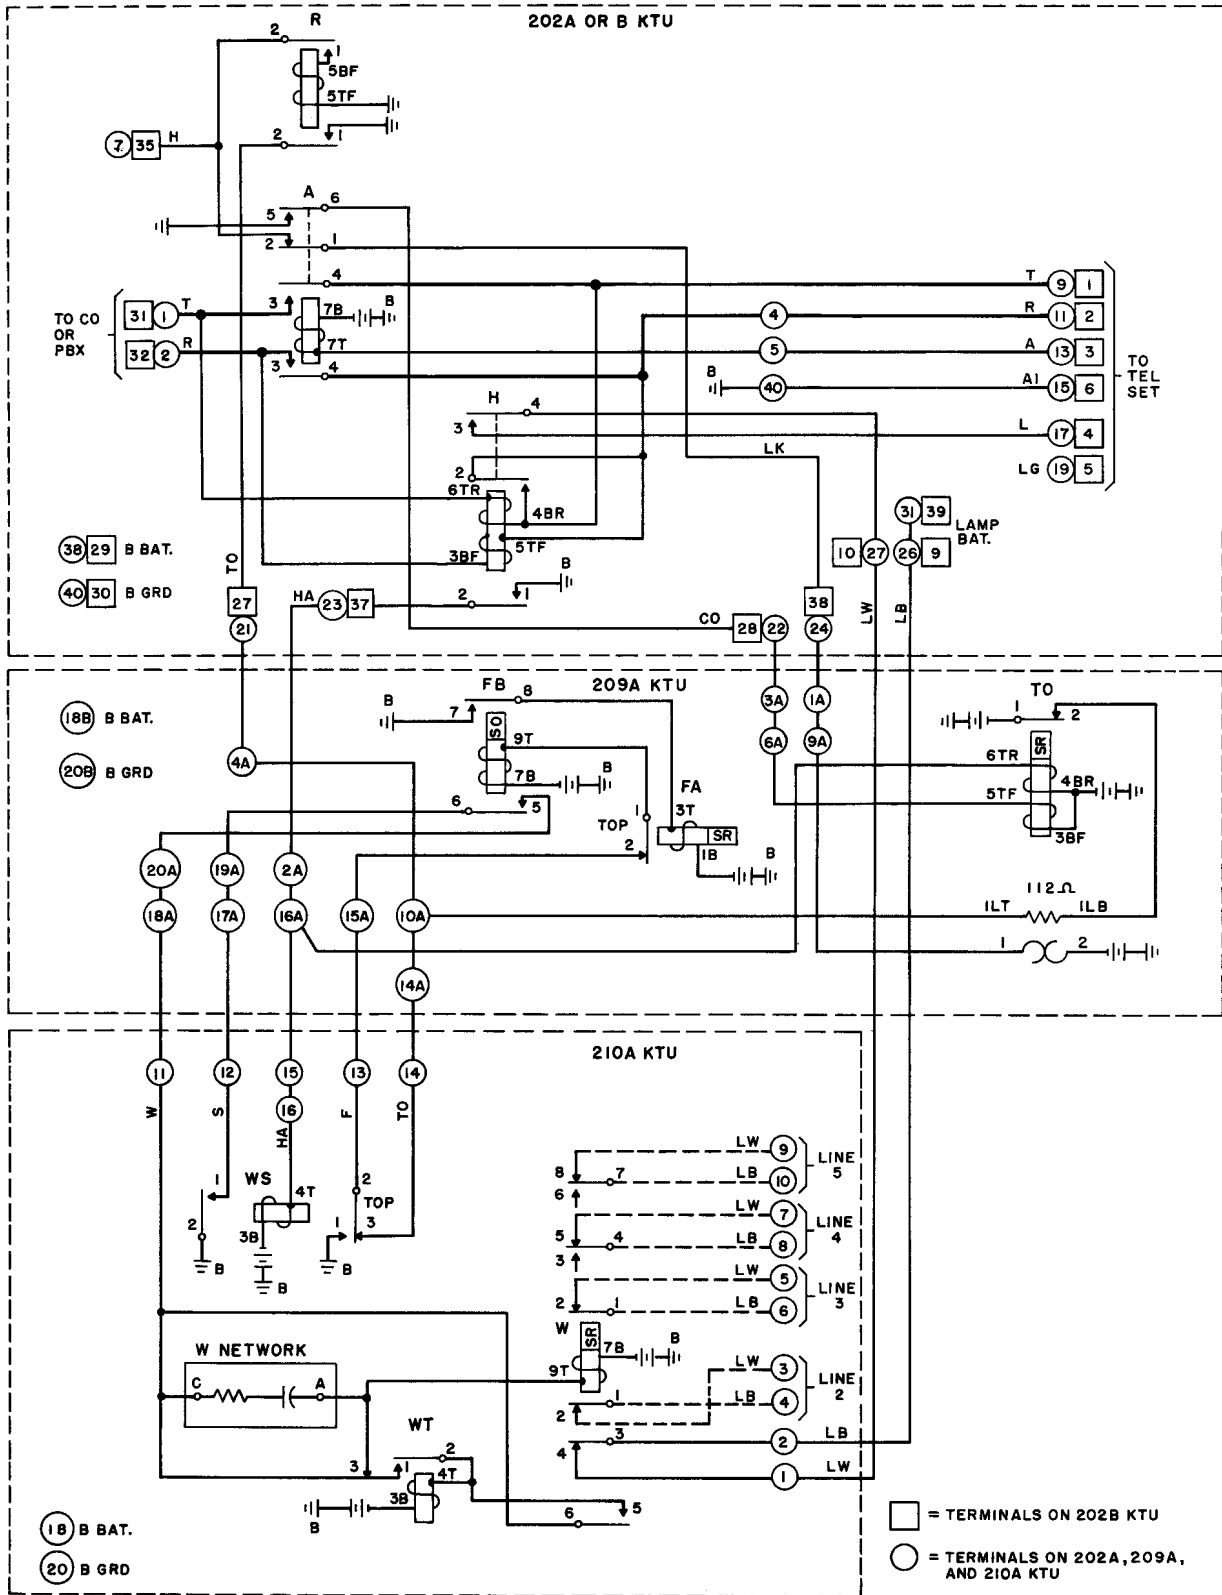 202A OR B KTU
R
2
1
5BF
5TF
2
1
7 35 H
A
6
5
2 1
4
T 9 1
TO CO OR PBX
31 1 T
3
7B
B
4
R 11 2
32 2 R
7T
5
A 13 3
3
4
B
40
A1 15 6
TO TEL SET
H
4
3
L 17 4
LK
2
LG 19 5
6TR
4BR
31 39
LAMP BAT.
5TF
3BF
38 29 B BAT.
TO
10 27
26 9
B
40 30 B GRD
HA 23 37
2
1
27
21
CO 28 22
38
24
LW
LB
209A KTU
FB
8
7
B
18B B BAT.
SO
9T
7B
B
20B B GRD
4A
3A
6A
1A
9A
TO
1
2
SR
6TR
4BR
5TF
3BF
6
5
1
TOP
2
FA
3T
SR
1B
B
20A
19A
2A
18A
17A
16A
15A
10A
112Ω
1LT
1LB
1
2
14A
210A KTU
11
12
15
13
14
16
W
S
HA
F
TO
1
2
B
WS
4T
3B
B
2
TOP
1
3
B
LW 9
LB 10
LINE 5
8
7
6
LW 7
LB 8
LINE 4
5
4
3
LW 5
LB 6
LINE 3
2
1
W
SR
7B
B
9T
LW 3
LB 4
LINE 2
1
2
3
4
2 LB
1 LW
W NETWORK
C
A
WT
3
1
2
4T
3B
B
5
6
18 B BAT.
20 B GRD
= TERMINALS ON 202B KTU
= TERMINALS ON 202A, 209A,
AND 210A KTU